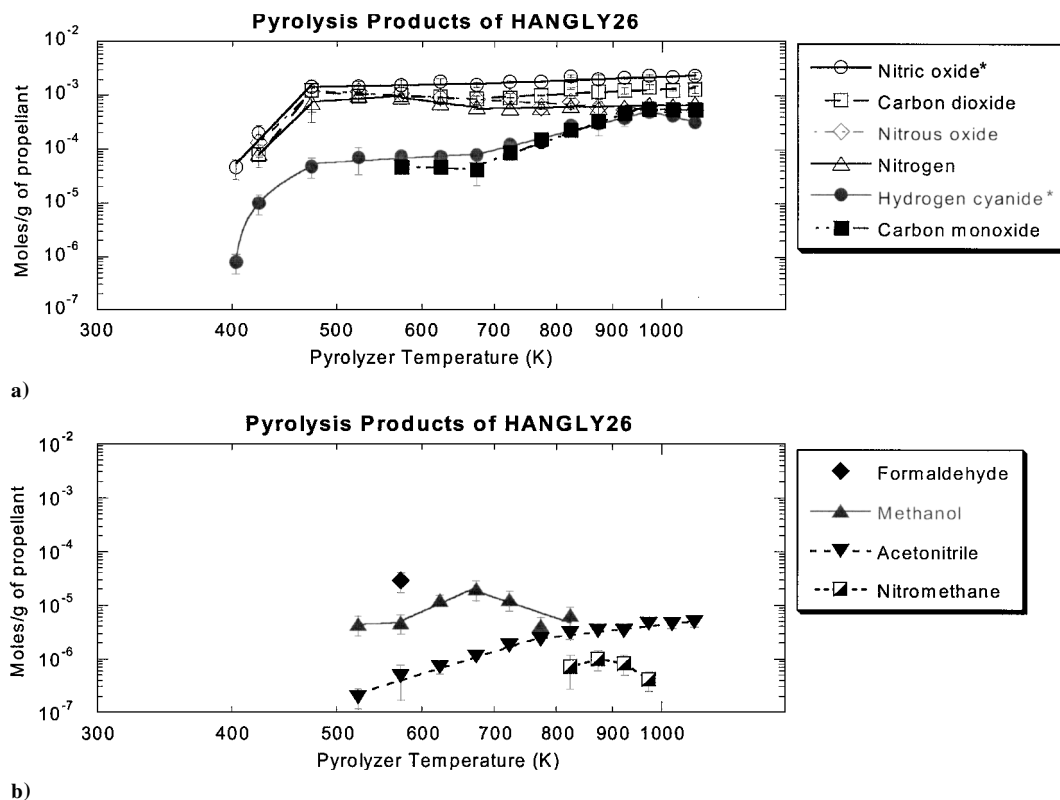 Pyrolysis Products of HANGLY26
10-2
10-3
10-4
10-5
10-6
10-7
Moles/g of propellant
300 400 500 600 700 800 900 1000
Pyrolyzer Temperature (K)
Nitric oxide*
Carbon dioxide
Nitrous oxide
Nitrogen
Hydrogen cyanide*
Carbon monoxide
a)
Pyrolysis Products of HANGLY26
10-2
10-3
10-4
10-5
10-6
10-7
Moles/g of propellant
300 400 500 600 700 800 900 1000
Pyrolyzer Temperature (K)
Formaldehyde
Methanol
Acetonitrile
Nitromethane
b)